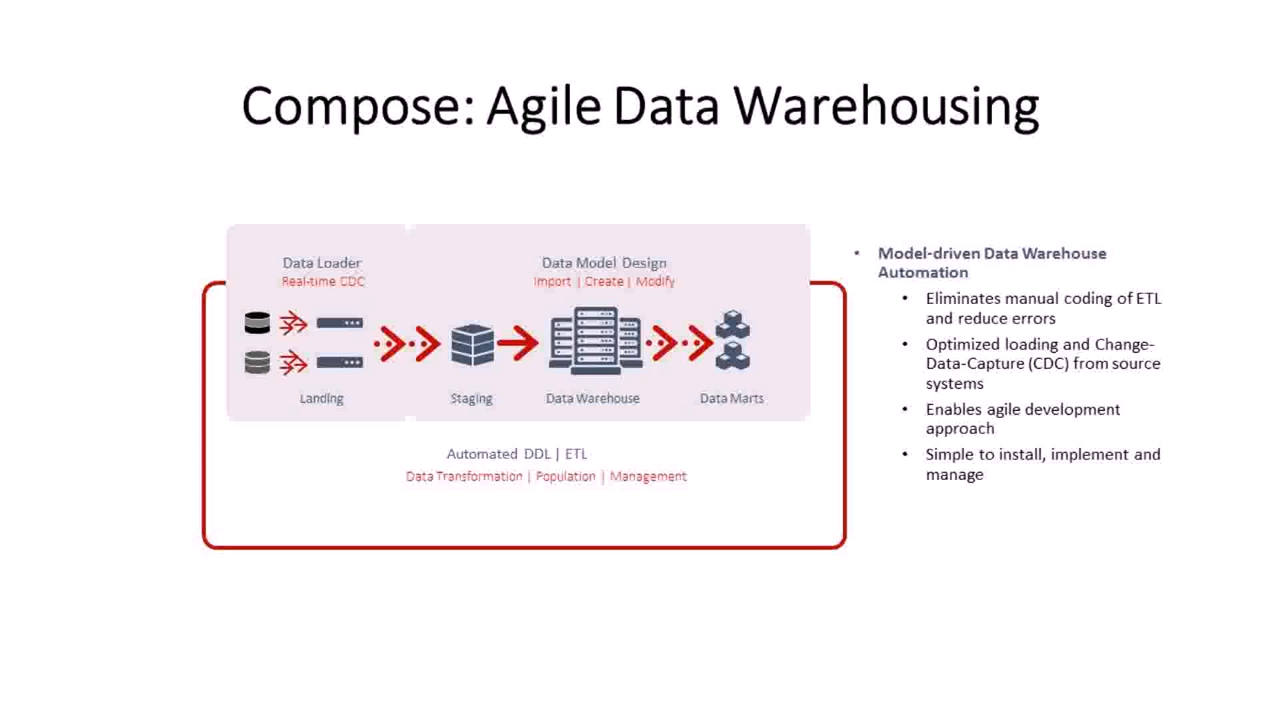 Compose: Agile Data Warehousing
Data Loader
Real-time CDC
Data Model Design
Import | Create | Modify
Landing
Staging
Data Warehouse
Data Marts
Automated DDL | ETL
Data Transformation | Population | Management
• Model-driven Data Warehouse
Automation
• Eliminates manual coding of ETL
and reduce errors
• Optimized loading and Change-
Data-Capture (CDC) from source
systems
• Enables agile development
approach
• Simple to install, implement and
manage